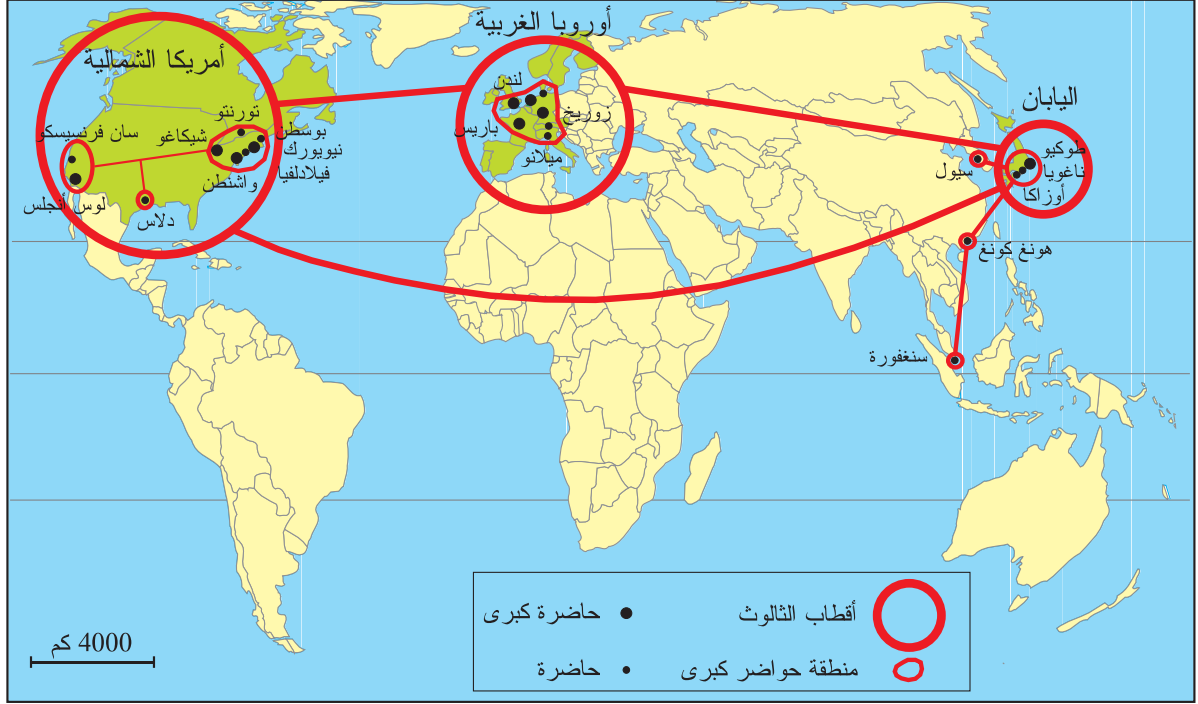 أوروبا الغربية
أمريكا الشمالية
اليابان
لندن
زوريخ
باريس
ميلانو
تورنتو
شيكاغو
بوسطن
نيويورك
فيلادلفيا
واشنطن
سان فرنسيسكو
لوس أنجلس
دلاس
طوكيو
ناغويا
أوزاكا
سيول
هونغ كونغ
سنغفورة
أقطاب الثالوث
حاضرة كبرى
منطقة حواضر كبرى
حاضرة
4000 كم